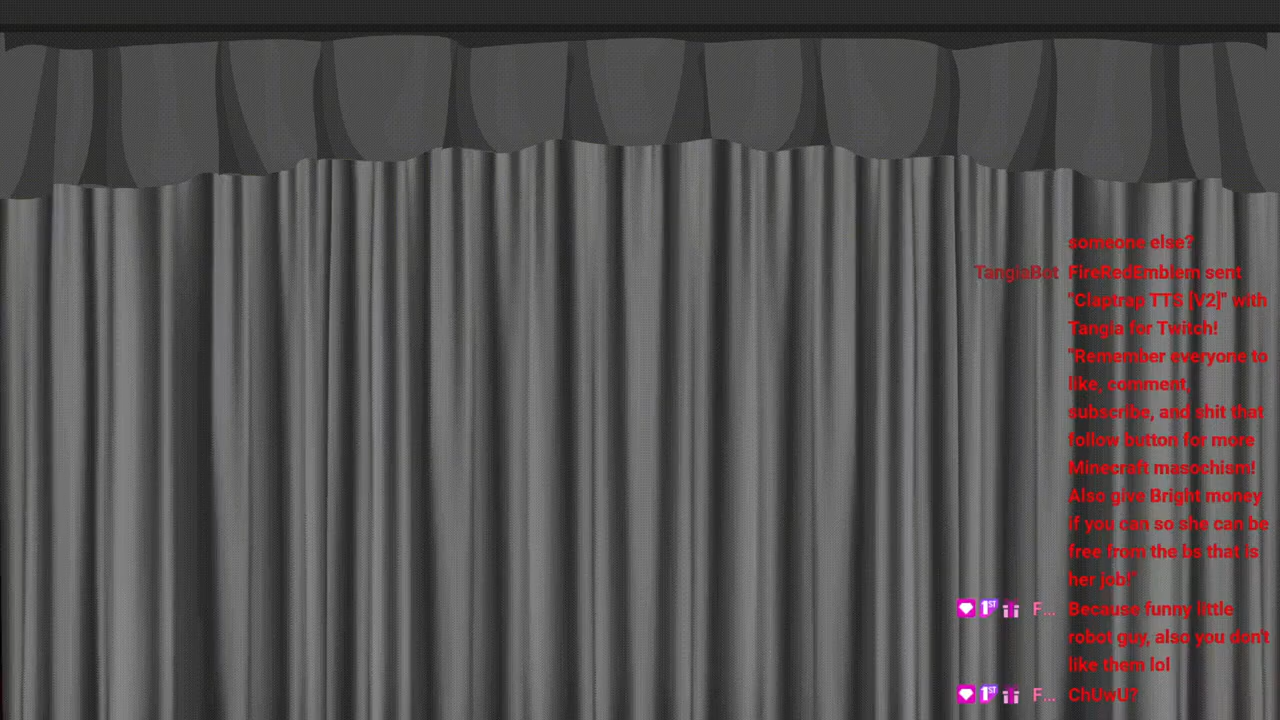 someone else?
TangiaBot FireRedEmblem sent
"Claptrap TTS [V2]" with
Tangia for Twitch!
"Remember everyone to
like, comment,
subscribe, and shit that
follow button for more
Minecraft masochism!
Also give Bright money
if you can so she can be
free from the bs that is
her job!"
1ST F... Because funny little
robot guy, also you don't
like them lol
1ST F... ChUwU?